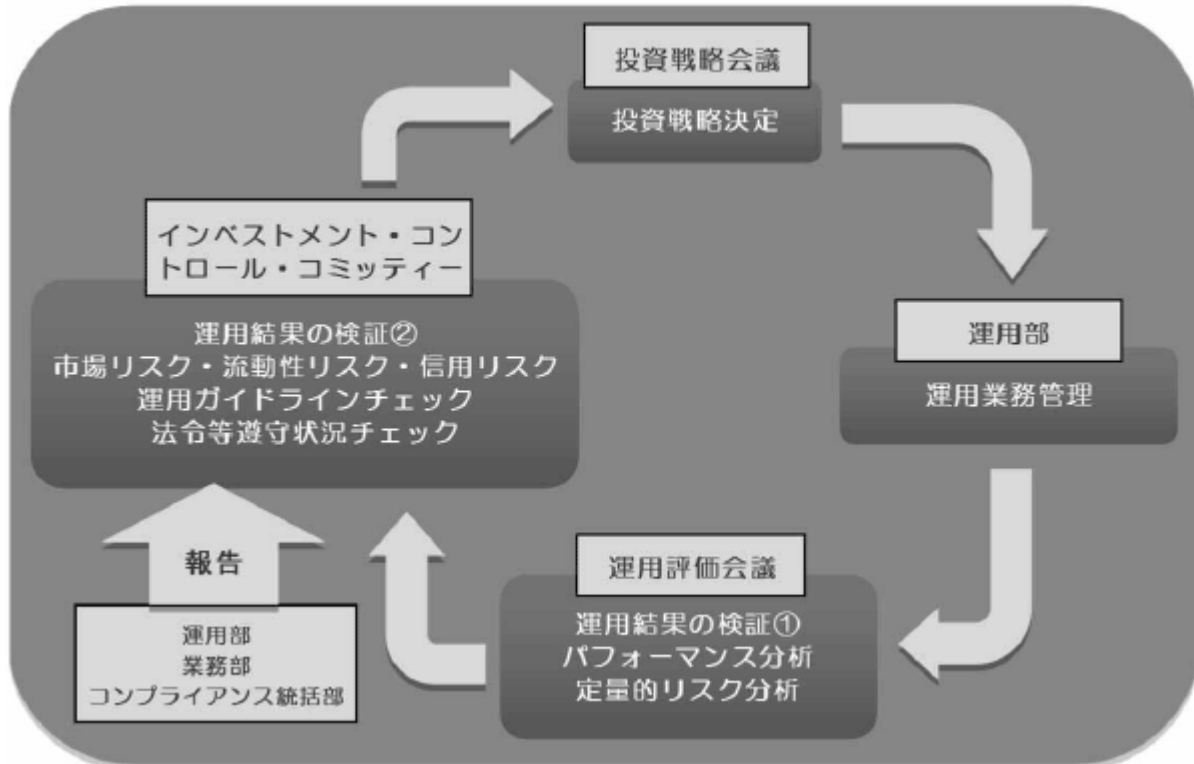 投資戦略会議
投資戦略決定
運用部
運用業務管理
運用評価会議
運用結果の検証①
パフォーマンス分析
定量的リスク分析
インベストメント・コン
トロール・コミッティー
運用結果の検証②
市場リスク・流動性リスク・信用リスク
運用ガイドラインチェック
法令等遵守状況チェック
報告
運用部
業務部
コンプライアンス統括部